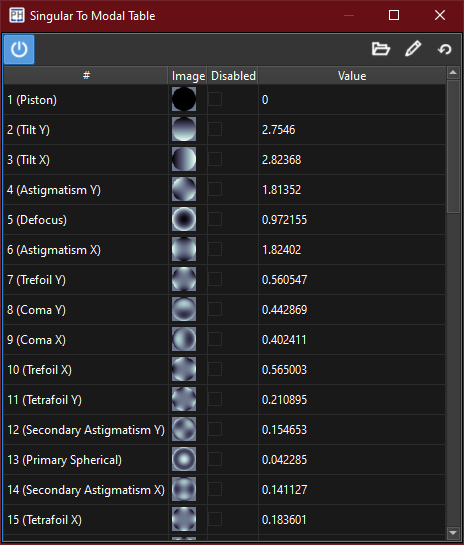 PH Singular To Modal Table
# Image Disabled Value
1 (Piston) 0
2 (Tilt Y) 2.7546
3 (Tilt X) 2.82368
4 (Astigmatism Y) 1.81352
5 (Defocus) 0.972155
6 (Astigmatism X) 1.82402
7 (Trefoil Y) 0.560547
8 (Coma Y) 0.442869
9 (Coma X) 0.402411
10 (Trefoil X) 0.565003
11 (Tetrafoil Y) 0.210895
12 (Secondary Astigmatism Y) 0.154653
13 (Primary Spherical) 0.042285
14 (Secondary Astigmatism X) 0.141127
15 (Tetrafoil X) 0.183601